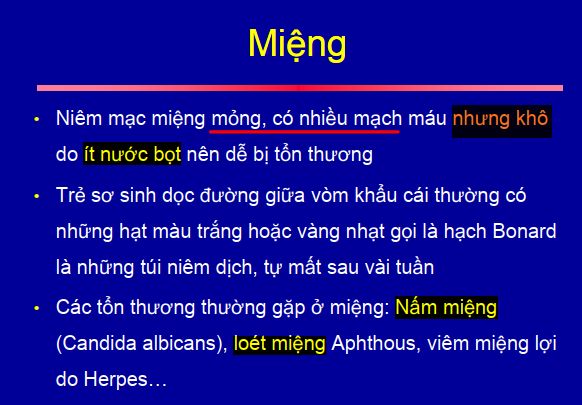 Miệng
• Niêm mạc miệng mỏng, có nhiều mạch máu nhưng khô
do ít nước bọt nên dễ bị tổn thương
• Trẻ sơ sinh dọc đường giữa vòm khẩu cái thường có
những hạt màu trắng hoặc vàng nhạt gọi là hạch Bonard
là những túi niêm dịch, tự mất sau vài tuần
• Các tổn thương thường gặp ở miệng: Nấm miệng
(Candida albicans), loét miệng Aphthous, viêm miệng lợi
do Herpes…